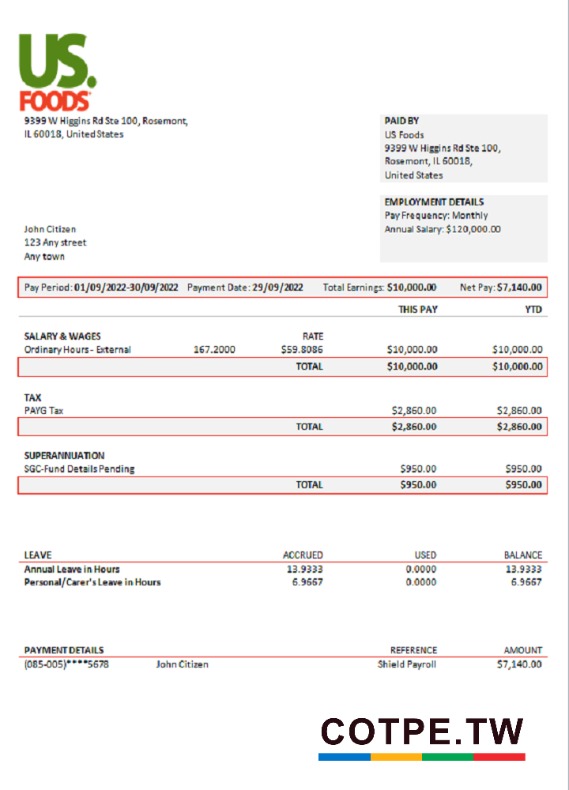 US.
FOODS
9399 W Higgins Rd Ste 100, Rosemont,
IL 60018, United States
PAID BY
US Foods
9399 W Higgins Rd Ste 100,
Rosemont, IL 60018,
United States
EMPLOYMENT DETAILS
Pay Frequency: Monthly
Annual Salary: $120,000.00
John Citizen
123 Any street
Any town
Pay Period: 01/09/2022-30/09/2022 Payment Date: 29/09/2022 Total Earnings: $10,000.00 Net Pay: $7,140.00
THIS PAY YTD
SALARY & WAGES RATE
Ordinary Hours - External 167.2000 $59.8086 $10,000.00 $10,000.00
TOTAL $10,000.00 $10,000.00
TAX
PAYG Tax $2,860.00 $2,860.00
TOTAL $2,860.00 $2,860.00
SUPERANNUATION
SGC-Fund Details Pending $950.00 $950.00
TOTAL $950.00 $950.00
LEAVE ACCRUED USED BALANCE
Annual Leave in Hours 13.9333 0.0000 13.9333
Personal/Carer's Leave in Hours 6.9667 0.0000 6.9667
PAYMENT DETAILS REFERENCE AMOUNT
(085-005)****5678 John Citizen Shield Payroll $7,140.00
COTPE.TW